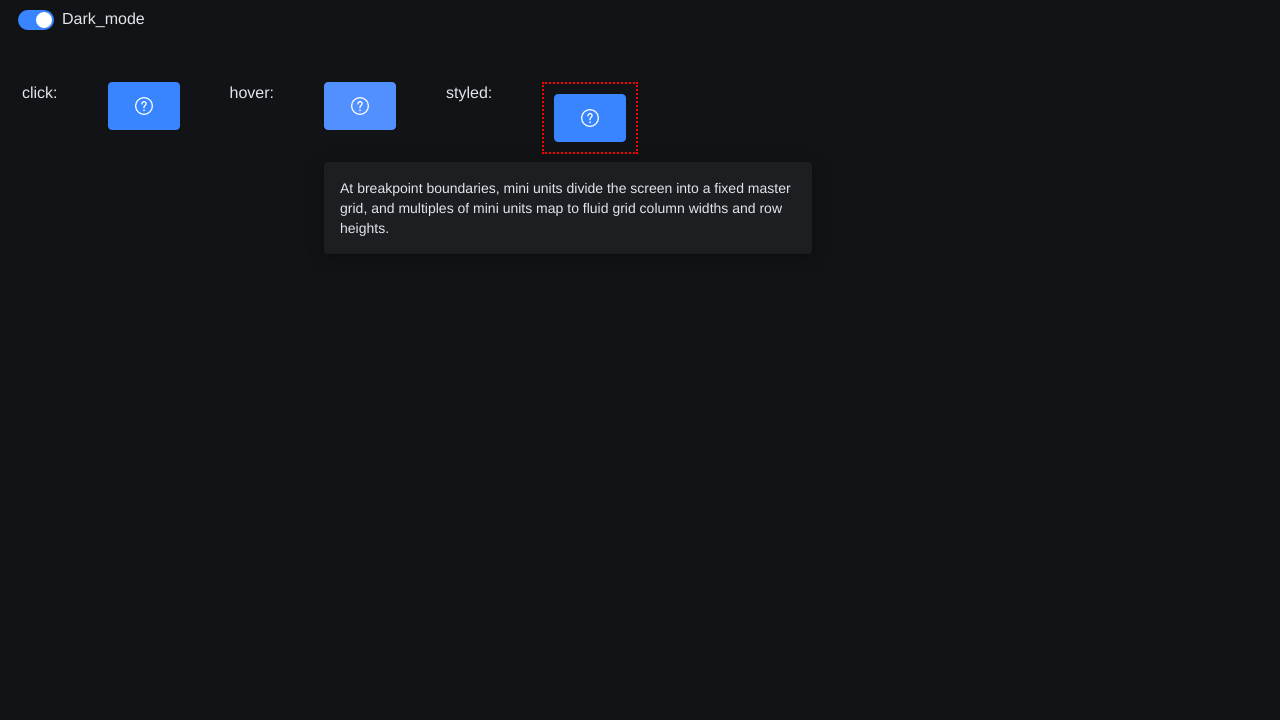 Dark_mode
click:
hover:
styled:
At breakpoint boundaries, mini units divide the screen into a fixed master
grid, and multiples of mini units map to fluid grid column widths and row
heights.